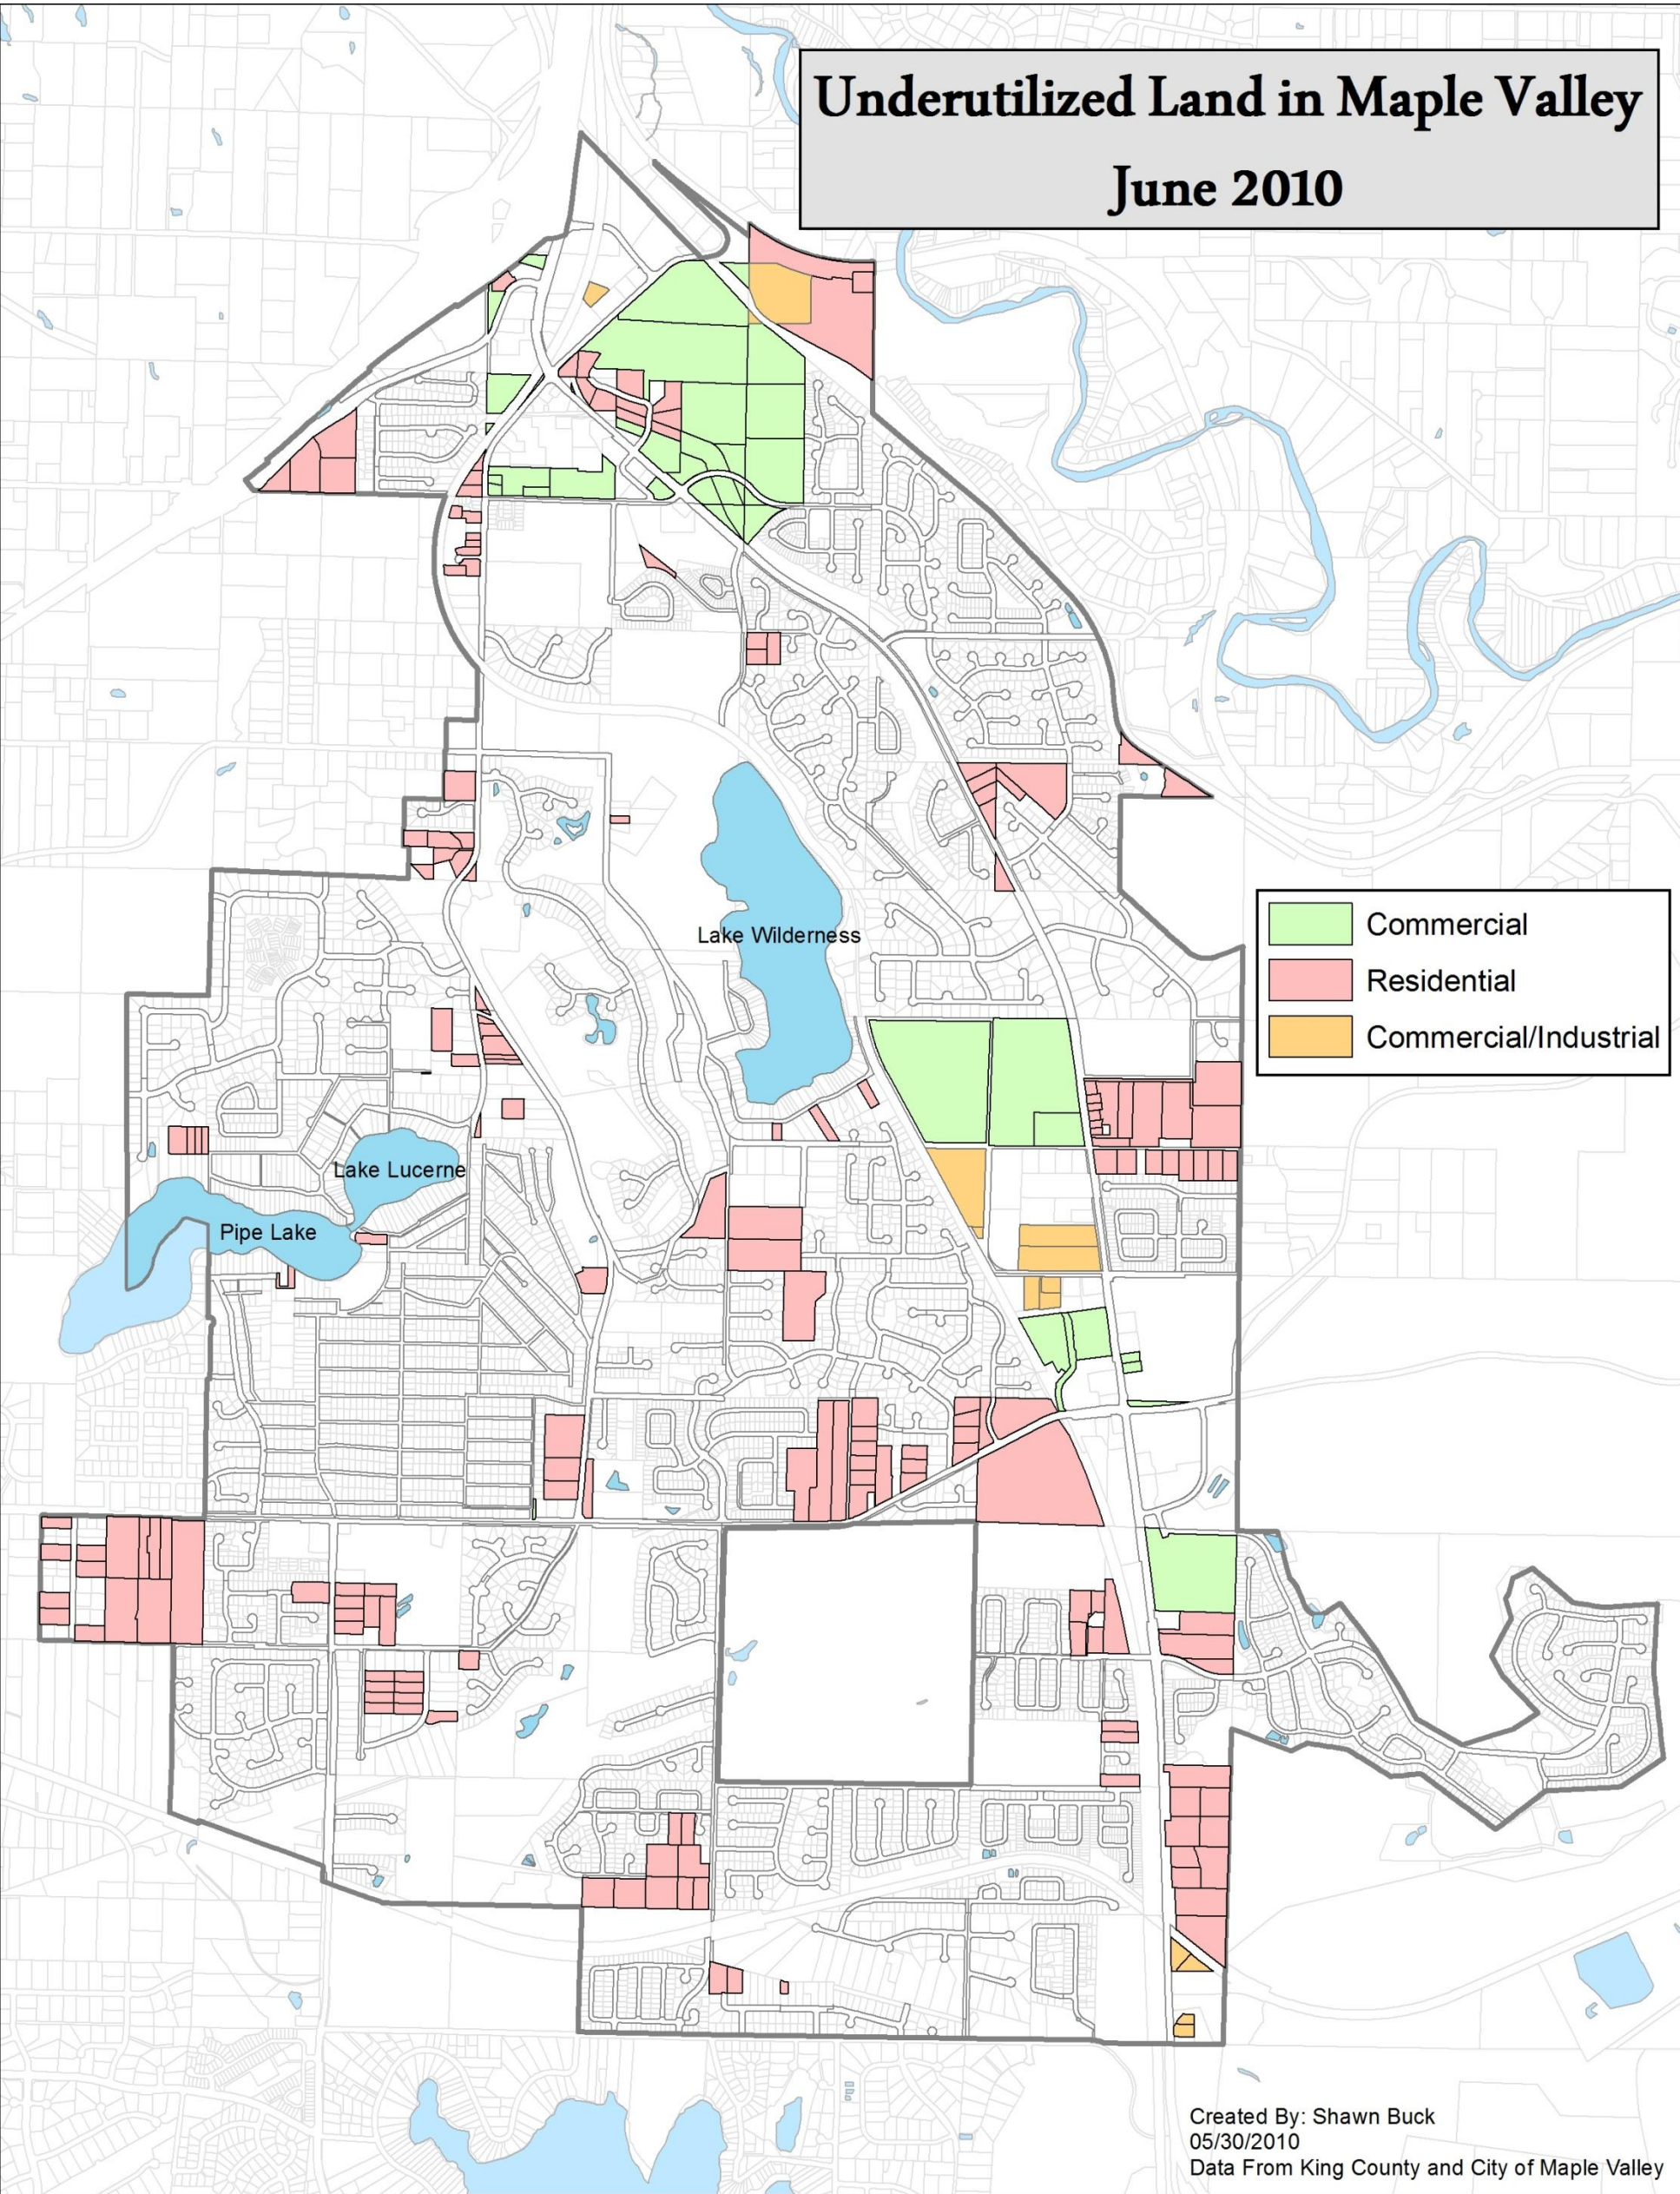 Underutilized Land in Maple Valley
June 2010
Lake Wilderness
Commercial
Residential
Commercial/Industrial
Lake Lucerne
Pipe Lake
Created By: Shawn Buck
05/30/2010
Data From King County and City of Maple Valley